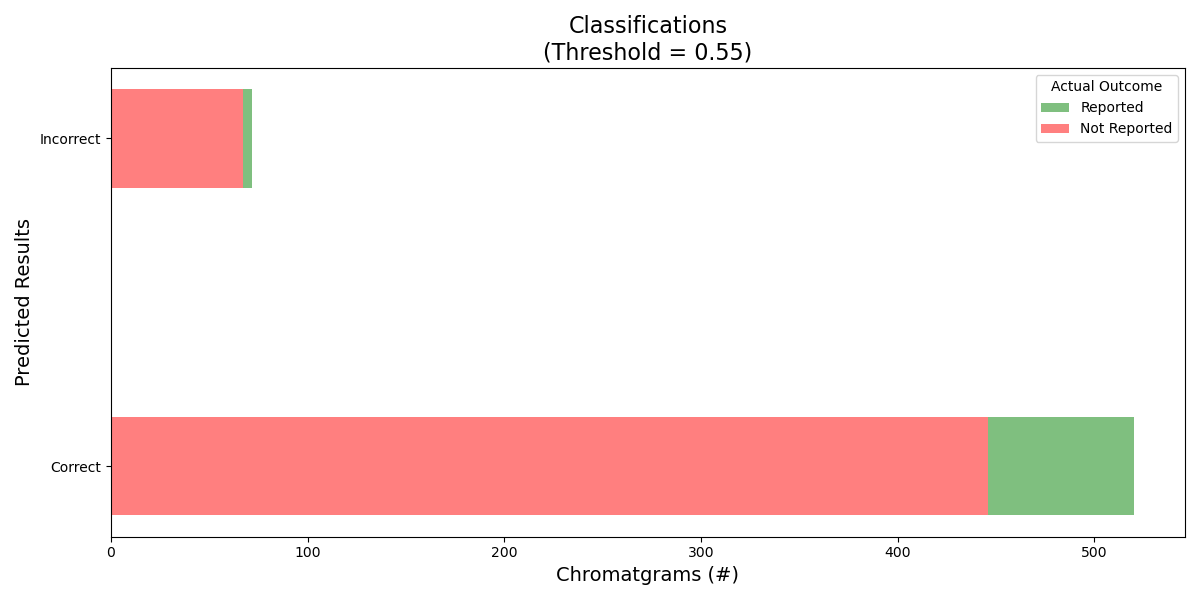 Classifications
(Threshold = 0.55)
Actual Outcome
Reported
Not Reported
Predicted Results
Incorrect
Correct
0 100 200 300 400 500
Chromatgrams (#)